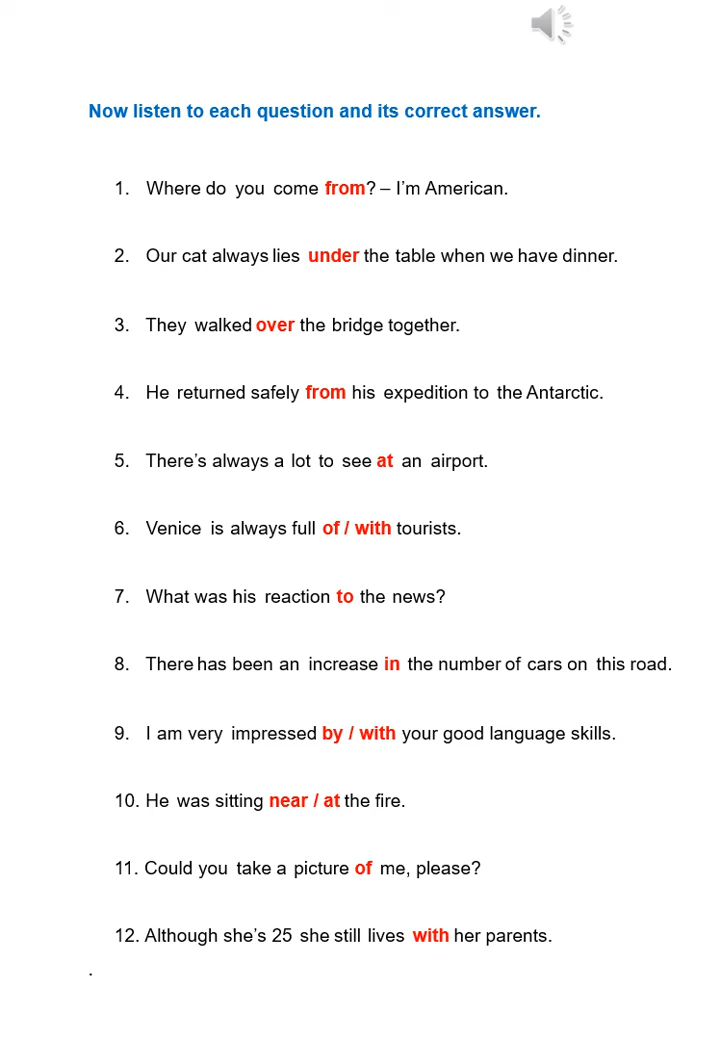 Now listen to each question and its correct answer.
1. Where do you come from? – I’m American.
2. Our cat always lies under the table when we have dinner.
3. They walked over the bridge together.
4. He returned safely from his expedition to the Antarctic.
5. There’s always a lot to see at an airport.
6. Venice is always full of / with tourists.
7. What was his reaction to the news?
8. There has been an increase in the number of cars on this road.
9. I am very impressed by / with your good language skills.
10. He was sitting near / at the fire.
11. Could you take a picture of me, please?
12. Although she’s 25 she still lives with her parents.
.